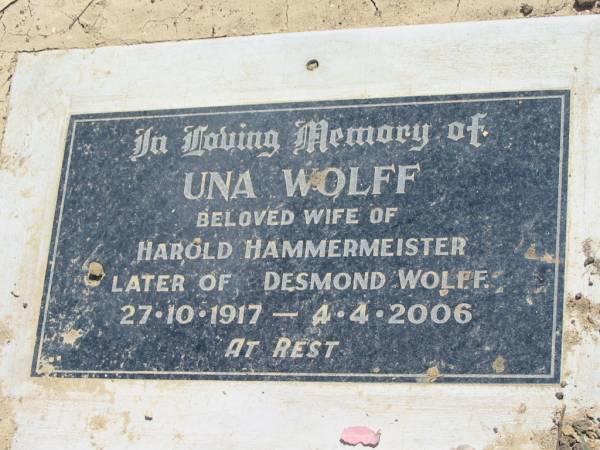 In Loving Memory of
UNA WOLFF
BELOVED WIFE OF
HAROLD HAMMERMEISTER
LATER OF DESMOND WOLFF.
27·10·1917 — 4·4·2006
AT REST